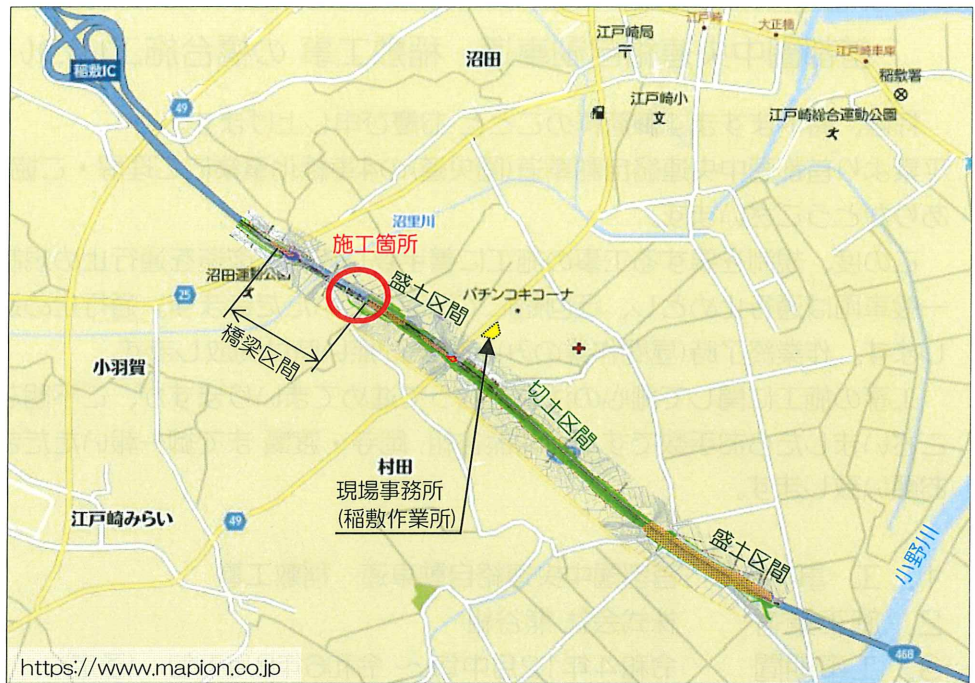 江戸崎
大正橋
江戸崎局
沼田
江戸崎車庫
稲敷IC
稲敷署
49
江戸崎小
江戸崎総合運動公園
沼里川
施工箇所
沼田運動公園
盛土区間
パチンコキコーナ
25
橋梁区間
小羽賀
切土区間
村田
現場事務所
(稲敷作業所)
江戸崎みらい
49
盛土区間
小野川
468
https://www.mapion.co.jp